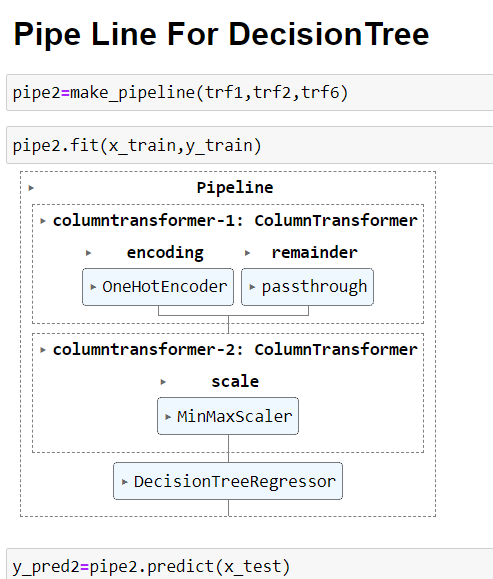 Pipe Line For DecisionTree
pipe2=make_pipeline(trf1,trf2,trf6)
pipe2.fit(x_train,y_train)
Pipeline
columntransformer-1: ColumnTransformer
encoding remainder
OneHotEncoder passthrough
columntransformer-2: ColumnTransformer
scale
MinMaxScaler
DecisionTreeRegressor
y_pred2=pipe2.predict(x_test)